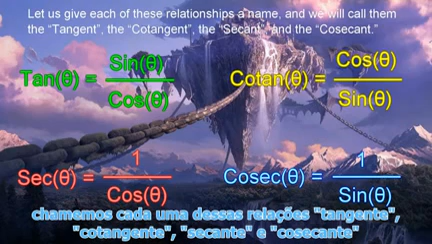 Let us give each of these relationships a name, and we will call them
the “Tangent”, the “Cotangent”, the “Secant”, and the “Cosecant.”
Tan(θ) = Sin(θ) / Cos(θ)
Cotan(θ) = Cos(θ) / Sin(θ)
Sec(θ) = 1 / Cos(θ)
Cosec(θ) = 1 / Sin(θ)
chamemos cada uma dessas relações "tangente",
"cotangente", "secante" e "cosecante"